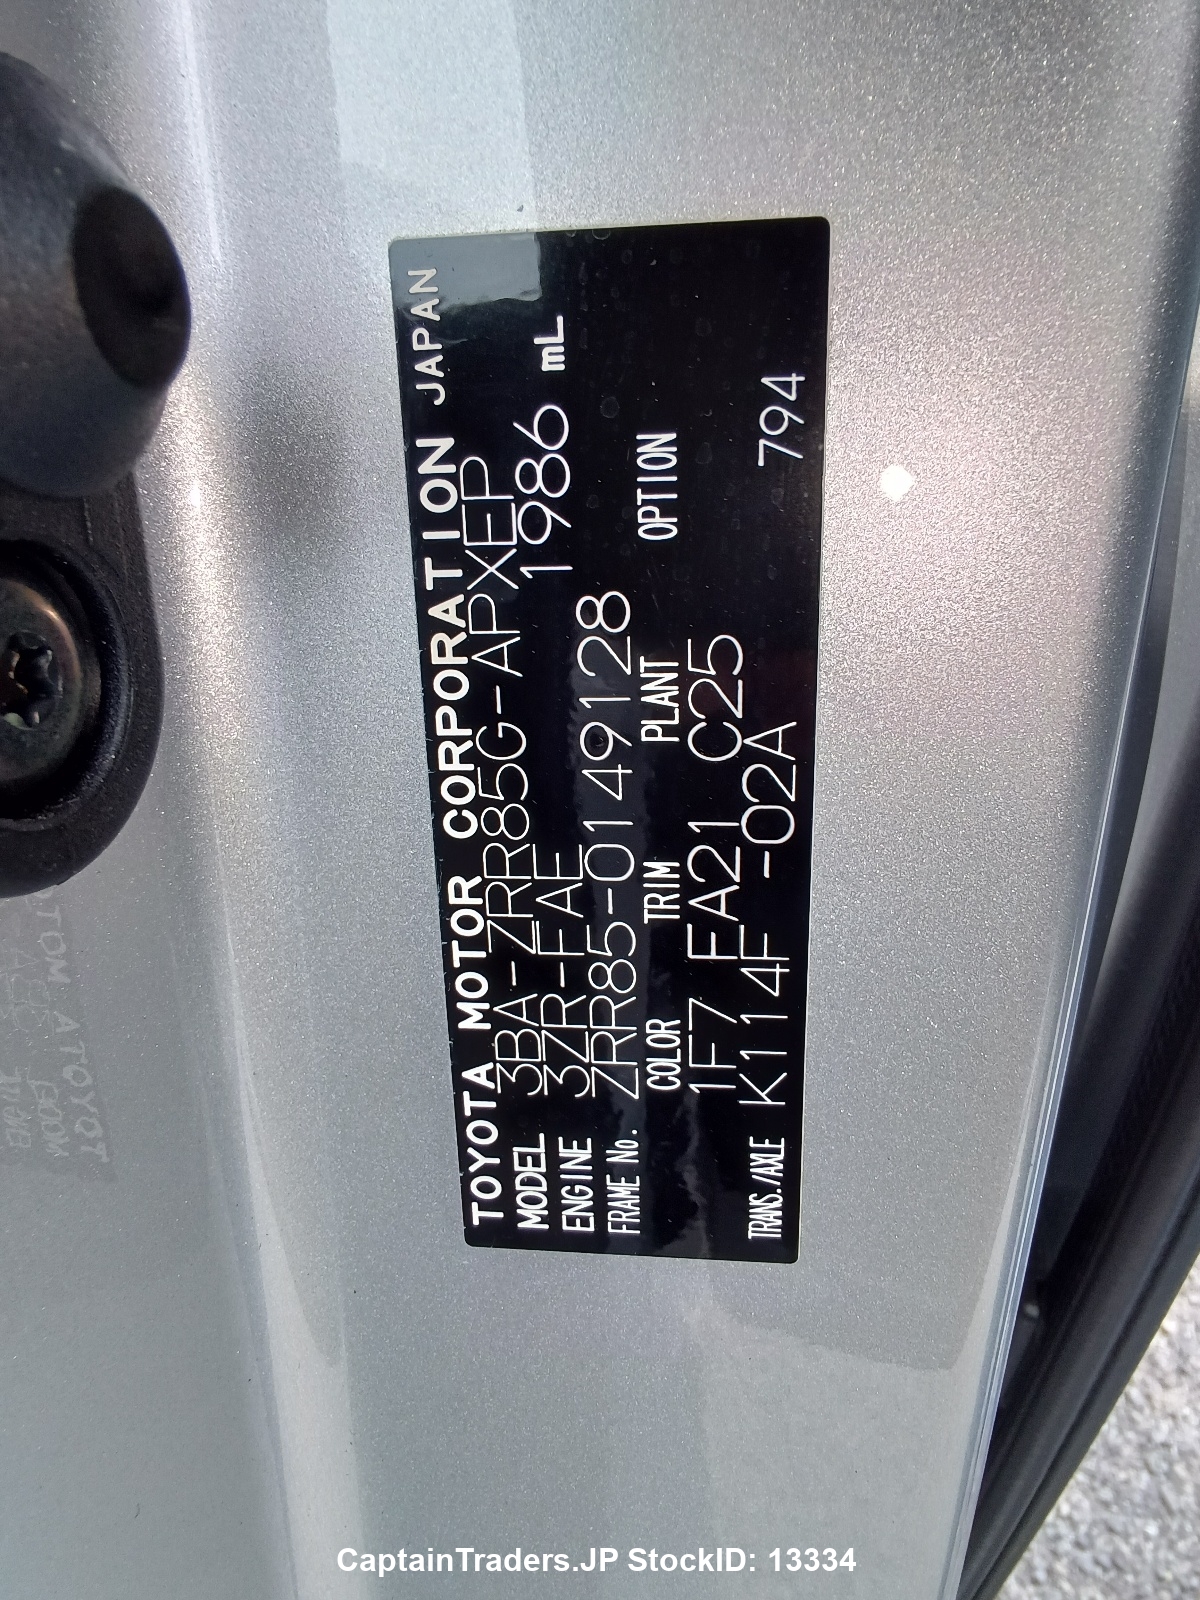 TOYOTA MOTOR CORPORATION JAPAN
MODEL 3BA-ZRR85G-APXEP
ENGINE 3ZR-FAE 1986 mL
FRAME No. ZRR85-0149128
COLOR TRIM PLANT OPTION
1F7 FA21 C25
TRANS./AXLE K114F -02A 794
CaptainTraders.JP StockID: 13334